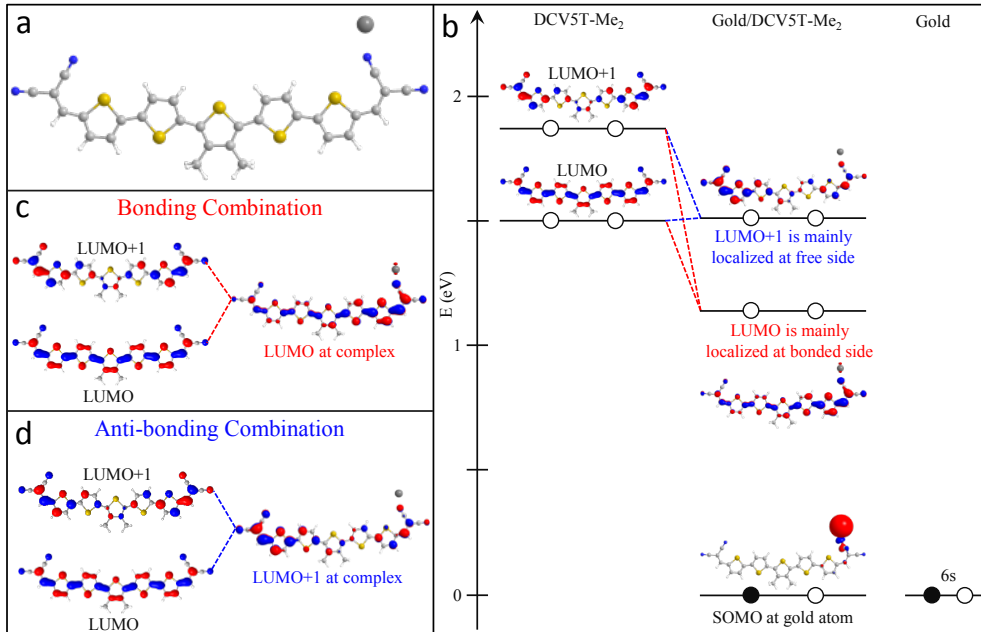 a
c
Bonding Combination
LUMO+1
LUMO
LUMO at complex
d
Anti-bonding Combination
LUMO+1
LUMO
LUMO+1 at complex
b
DCV5T-Me₂
Gold/DCV5T-Me₂
Gold
E (eV)
2
1
0
LUMO+1
LUMO
LUMO+1 is mainly
localized at free side
LUMO is mainly
localized at bonded side
SOMO at gold atom
6s